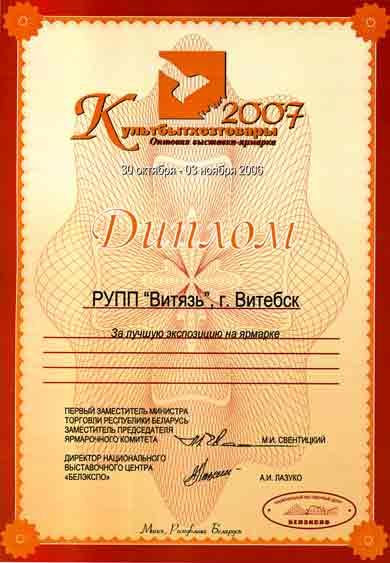 Культбытхозтовары 2007
Оптовая выставка-ярмарка
30 октября - 03 ноября 2006
Диплом
РУПП "Витязь", г. Витебск
За лучшую экспозицию на ярмарке
ПЕРВЫЙ ЗАМЕСТИТЕЛЬ МИНИСТРА
ТОРГОВЛИ РЕСПУБЛИКИ БЕЛАРУСЬ
ЗАМЕСТИТЕЛЬ ПРЕДСЕДАТЕЛЯ
ЯРМАРОЧНОГО КОМИТЕТА
М.И. СВЕНТИЦКИЙ
ДИРЕКТОР НАЦИОНАЛЬНОГО
ВЫСТАВОЧНОГО ЦЕНТРА
«БЕЛЭКСПО»
А.И. ЛАЗУКО
БЕЛЭКСПО
Минск, Республика Беларусь